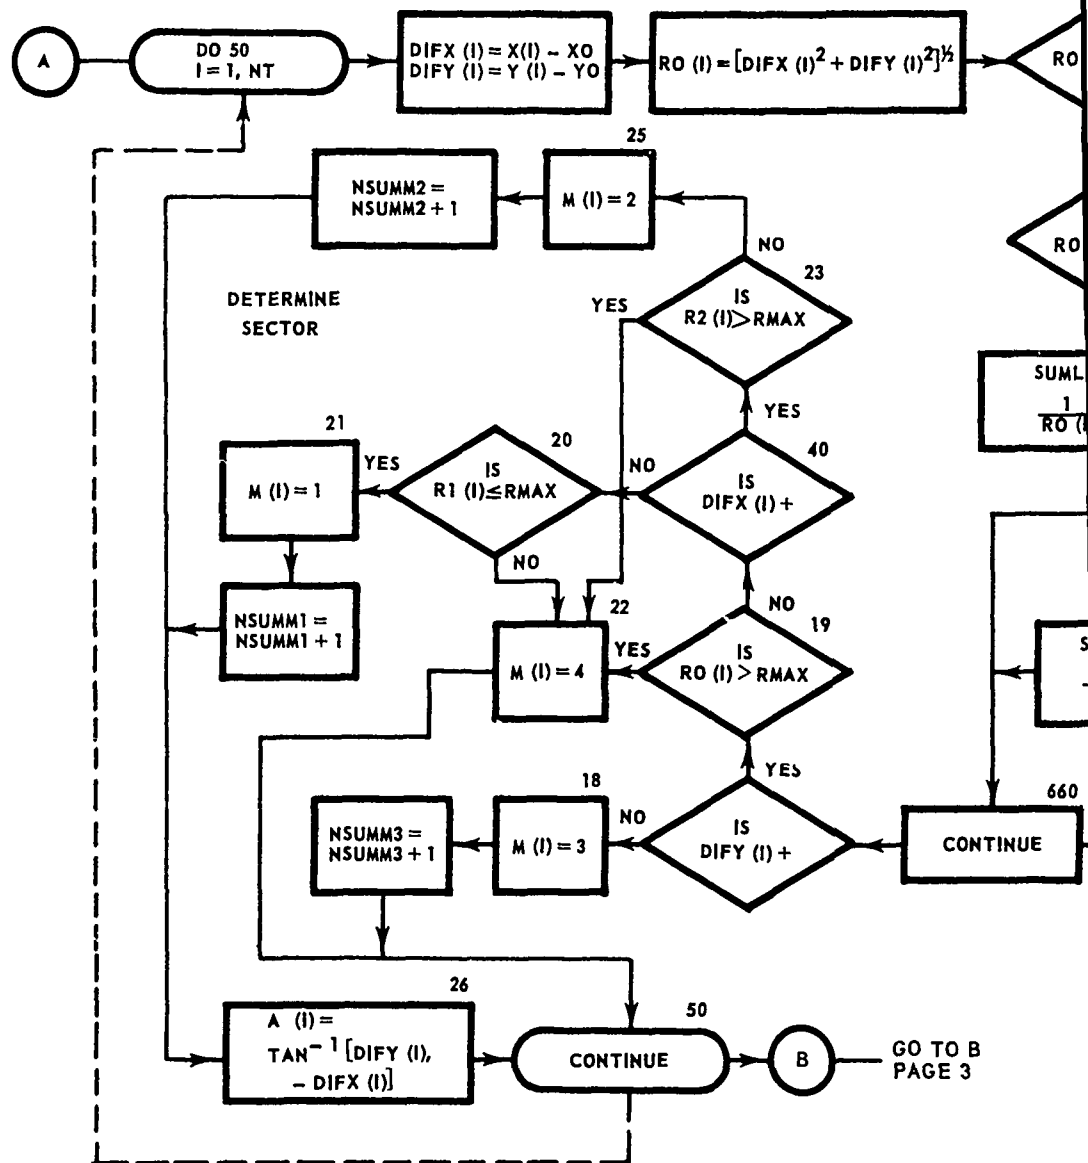 A
DO 50
I = 1, NT
DIFX (I) = X(I) - XO
DIFY (I) = Y (I) - YO
RO (I) = [DIFX (I)² + DIFY (I)²]½
RO
25
NSUMM2 =
NSUMM2 + 1
M (I) = 2
NO
RO
23
DETERMINE
SECTOR
YES
IS
R2 (I) > RMAX
YES
SUML
1
RO (I
21
20
40
YES
IS
R1 (I) ≤ RMAX
NO
IS
DIFX (I) +
M (I) = 1
NO
NO
22
19
NSUMM1 =
NSUMM1 + 1
M (I) = 4
YES
IS
RO (I) > RMAX
S
YES
18
660
NSUMM3 =
NSUMM3 + 1
M (I) = 3
NO
IS
DIFY (I) +
CONTINUE
26
50
A (I) =
TAN⁻¹ [DIFY (I),
- DIFX (I)]
CONTINUE
B
GO TO B
PAGE 3